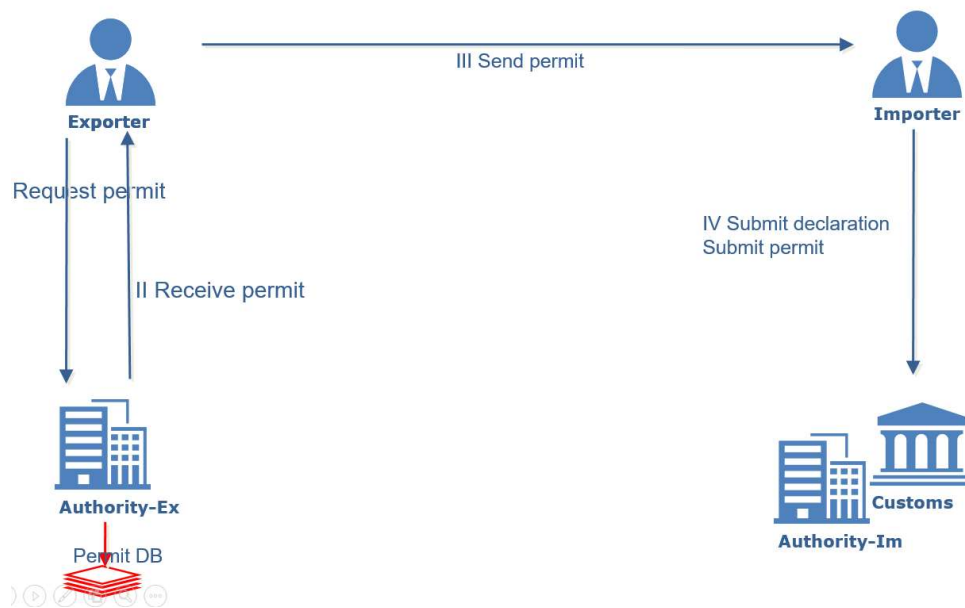 III Send permit
Exporter
Importer
Request permit
IV Submit declaration
Submit permit
II Receive permit
Authority-Ex
Customs
Authority-Im
Permit DB